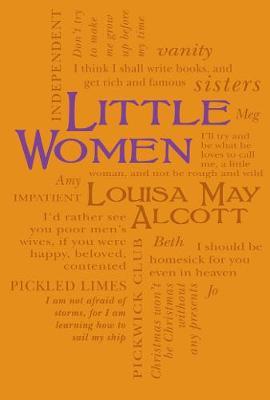 INDEPENDENT
Don't try
to make
me grow
up before
my time
vanity
I think I shall write books, and
get rich and famous
sisters
LITTLE
Meg
WOMEN
I'll try and
be what he
loves to call
me, a little
woman, and not be rough and wild
Amy
IMPATIENT
LOUISA MAY
ALCOTT
I'd rather see
you poor men's
wives, if you were
happy, beloved,
contented
Beth
I should be
homesick for you
even in heaven
PICKLED LIMES
I am not afraid of
storms, for I am
learning how to
sail my ship
PICKWICK CLUB
Christmas won't
be Christmas
without
any presents
Jo